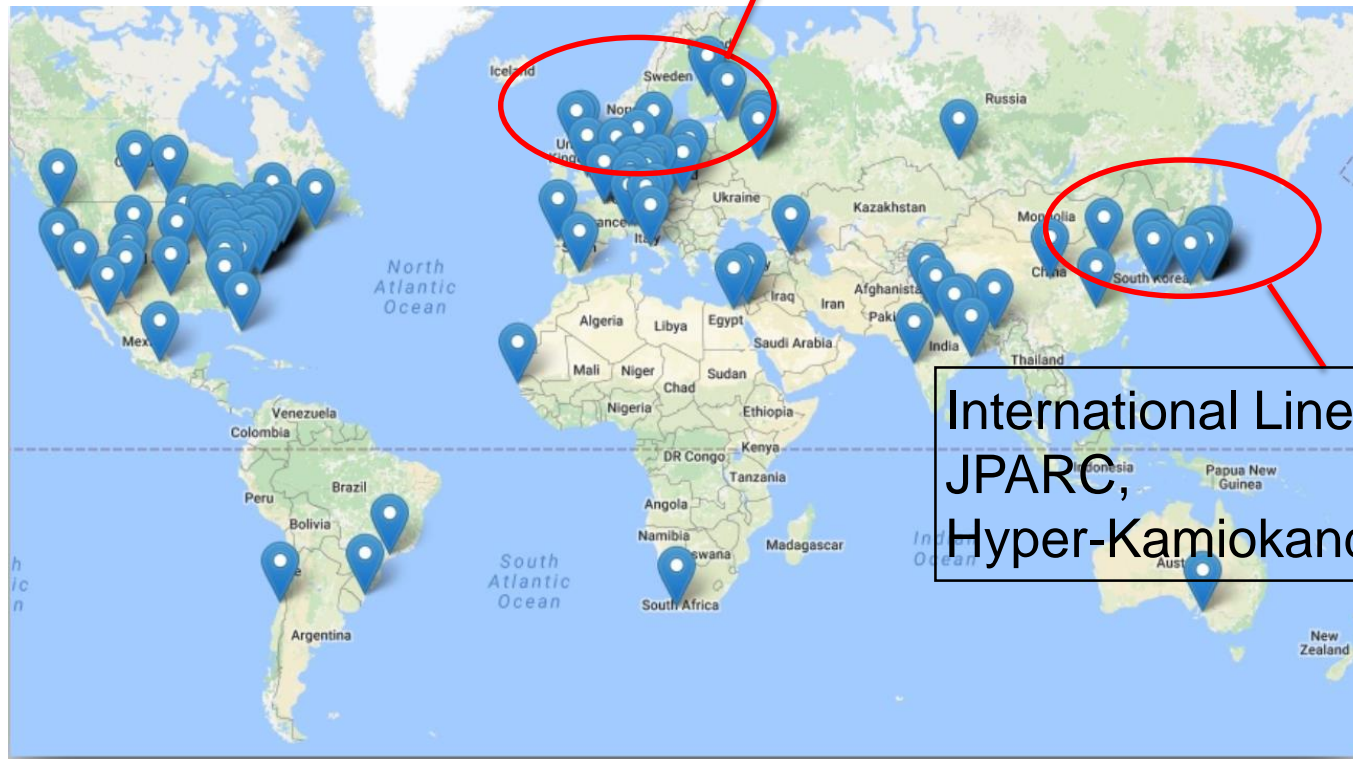 Iceland
Sweden
Russia
Ukraine
Kazakhstan
Mongolia
North
Atlantic
Ocean
China
South Korea
Afghanista
Iraq
Iran
Algeria
Libya
Egypt
Saudi Arabia
India
Thailand
Mali
Niger
Chad
Sudan
Nigeria
Ethiopia
Venezuela
Colombia
International Line
DR Congo
Kenya
Tanzania
JPARC,
Papua New
Guinea
Peru
Brazil
Angola
Bolivia
Namibia
Madagascar
Hyper-Kamiokand
South
Atlantic
Ocean
South Africa
Argentina
New
Zealand